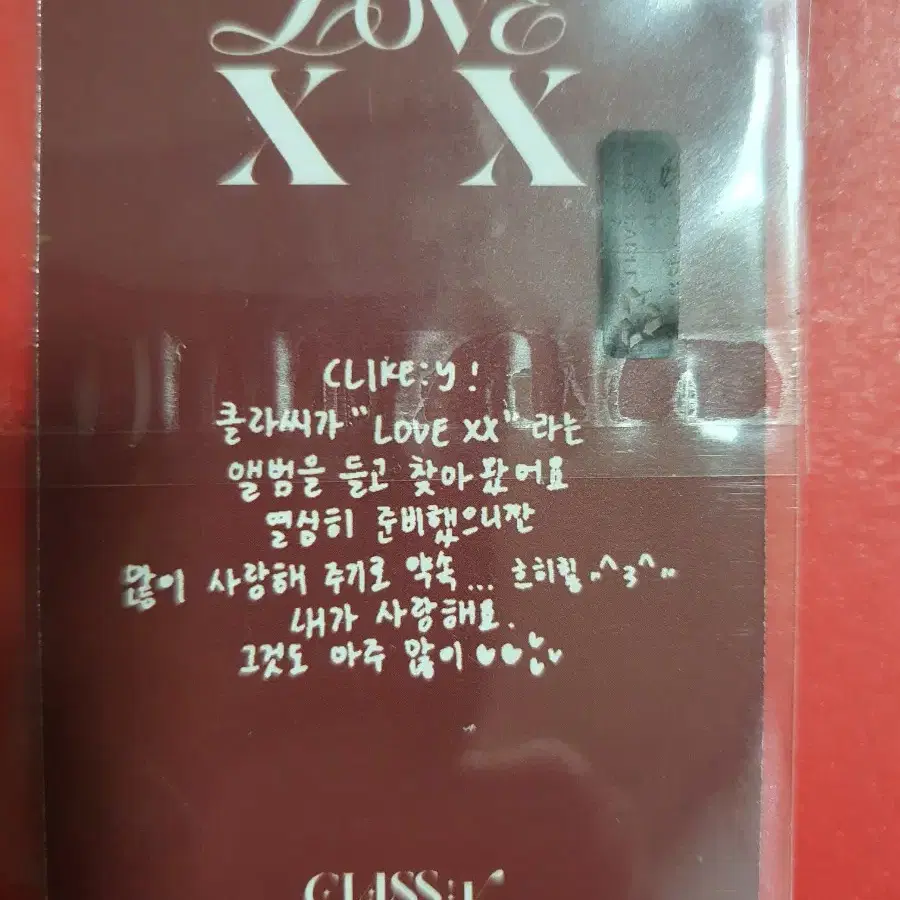 LOVE
X X
CLIKE:y!
클라씨가 "LOVE XX" 라는
앨범을 들고 찾아왔어요
열심히 준비했으니깐
많이 사랑해 주기로 약속... 흐히힣 .^3^..
내가 사랑해요.
그것도 아주 많이 ♥♥
CLASS:y